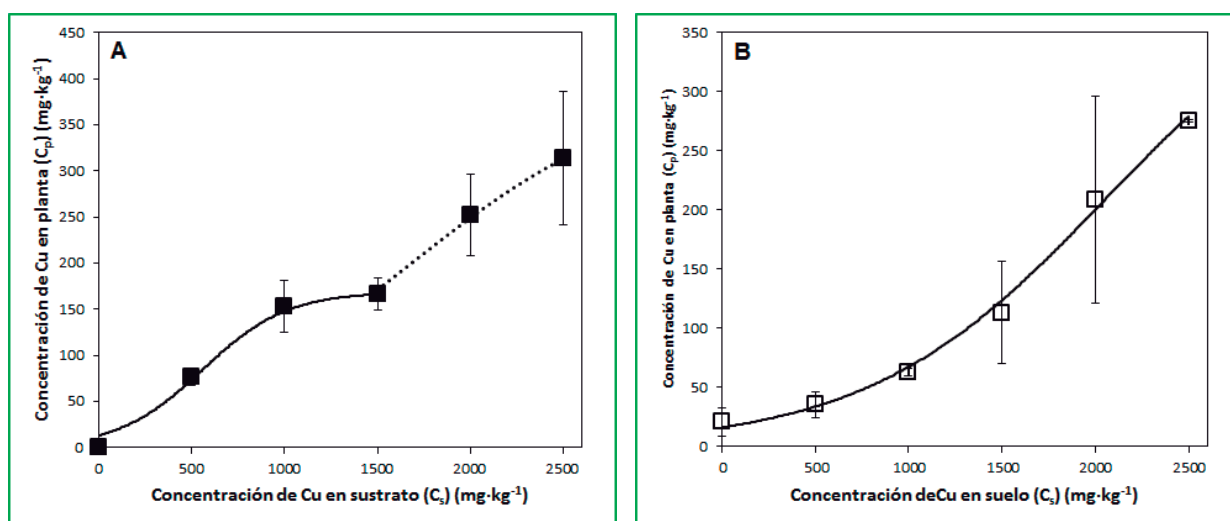 A
Concentración de Cu en planta (Cp) (mg·kg-1)
450
400
350
300
250
200
150
100
50
0
0 500 1000 1500 2000 2500
Concentración de Cu en sustrato (Cs) (mg·kg-1)
B
Concentración de Cu en planta (Cp) (mg·kg-1)
350
300
250
200
150
100
50
0
0 500 1000 1500 2000 2500
Concentración deCu en suelo (Cs) (mg·kg-1)